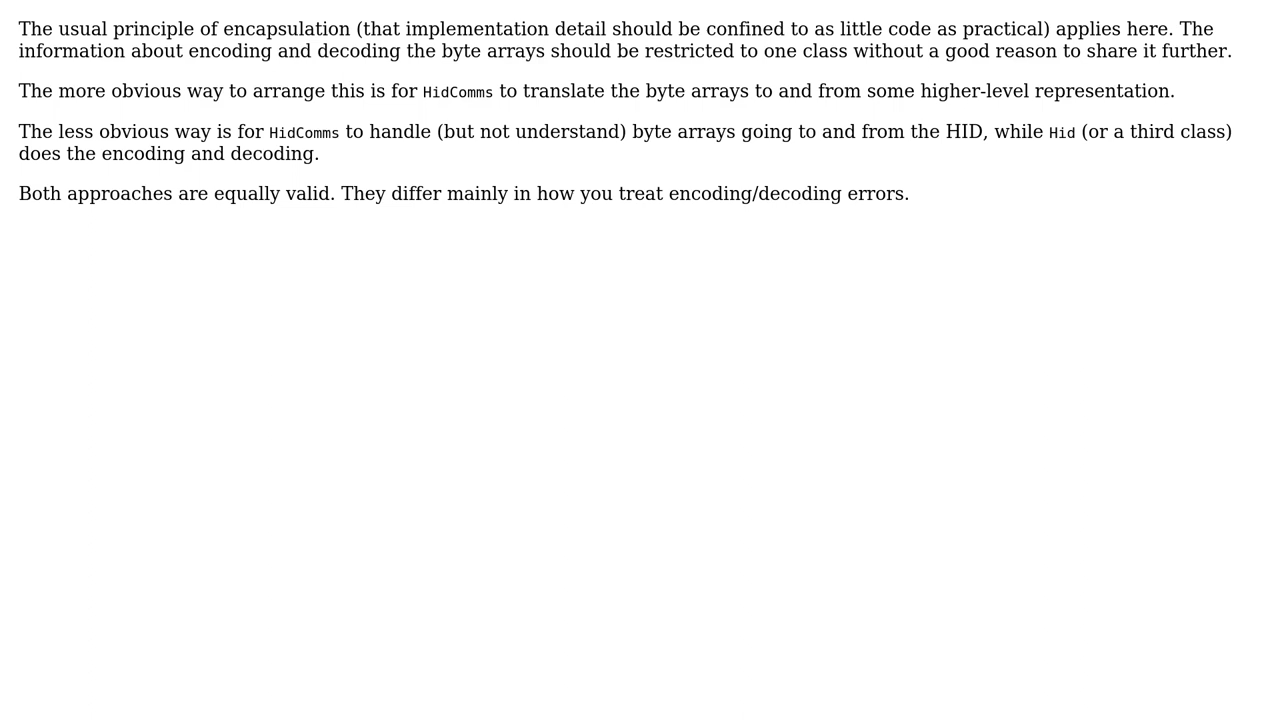 The usual principle of encapsulation (that implementation detail should be confined to as little code as practical) applies here. The
information about encoding and decoding the byte arrays should be restricted to one class without a good reason to share it further.
The more obvious way to arrange this is for HidComms to translate the byte arrays to and from some higher-level representation.
The less obvious way is for HidComms to handle (but not understand) byte arrays going to and from the HID, while Hid (or a third class)
does the encoding and decoding.
Both approaches are equally valid. They differ mainly in how you treat encoding/decoding errors.